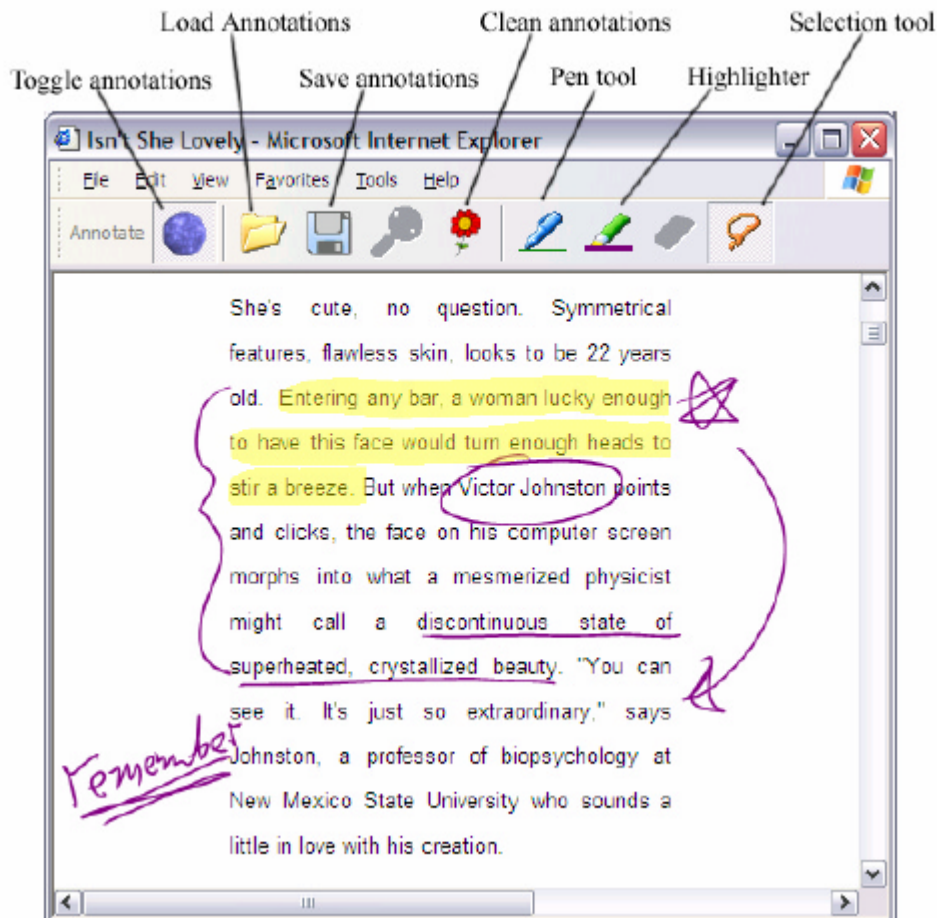 Load Annotations Clean annotations Selection tool
Toggle annotations Save annotations Pen tool Highlighter
Isn't She Lovely - Microsoft Internet Explorer
File Edit View Favorites Tools Help
Annotate
She's cute, no question. Symmetrical
features, flawless skin, looks to be 22 years
old. Entering any bar, a woman lucky enough
to have this face would turn enough heads to
stir a breeze. But when Victor Johnston points
and clicks, the face on his computer screen
morphs into what a mesmerized physicist
might call a discontinuous state of
superheated, crystallized beauty. "You can
see it. It's just so extraordinary," says
remember
Johnston, a professor of biopsychology at
New Mexico State University who sounds a
little in love with his creation.